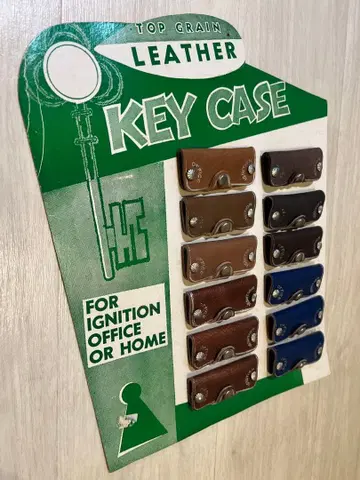 TOP GRAIN
LEATHER
KEY CASE
FOR
IGNITION
OFFICE
OR HOME